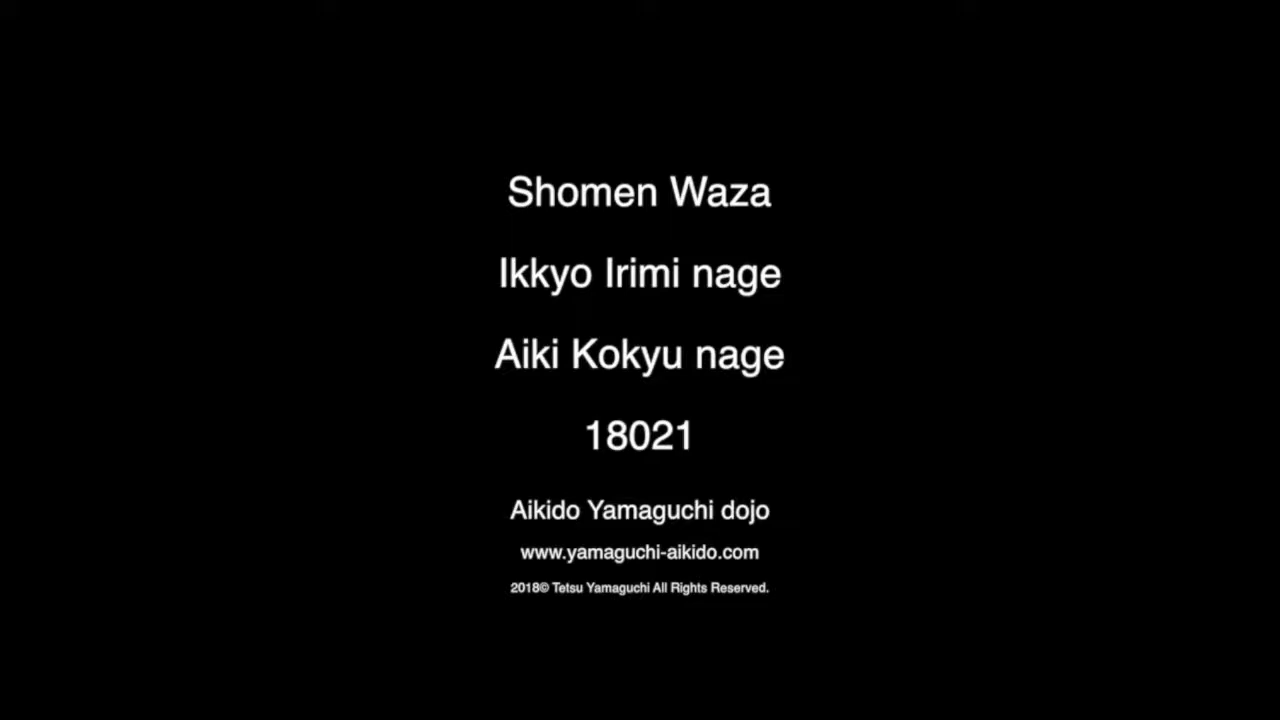 Shomen Waza
Ikkyo Irimi nage
Aiki Kokyu nage
18021
Aikido Yamaguchi dojo
www.yamaguchi-aikido.com
2018© Tetsu Yamaguchi All Rights Reserved.